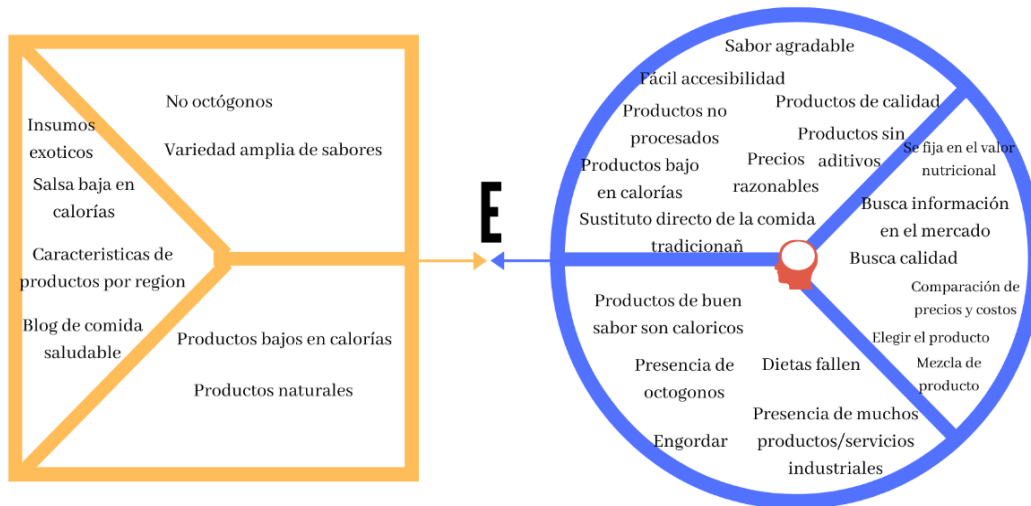 No octógonos
Variedad amplia de sabores
Insumos
exoticos
Salsa baja en
calorías
Caracteristicas de
productos por region
Blog de comida
saludable
Productos bajos en calorías
Productos naturales
E
Sabor agradable
Fácil accesibilidad
Productos no
procesados
Productos de calidad
Productos sin
aditivos
Productos bajo
en calorías
Precios
razonables
Sustituto directo de la comida
tradicionañ
Se fija en el valor
nutricional
Busca información
en el mercado
Busca calidad
Comparación de
precios y costos
Elegir el producto
Mezcla de
producto
Productos de buen
sabor son caloricos
Presencia de
octogonos
Dietas fallen
Engordar
Presencia de muchos
productos/servicios
industriales